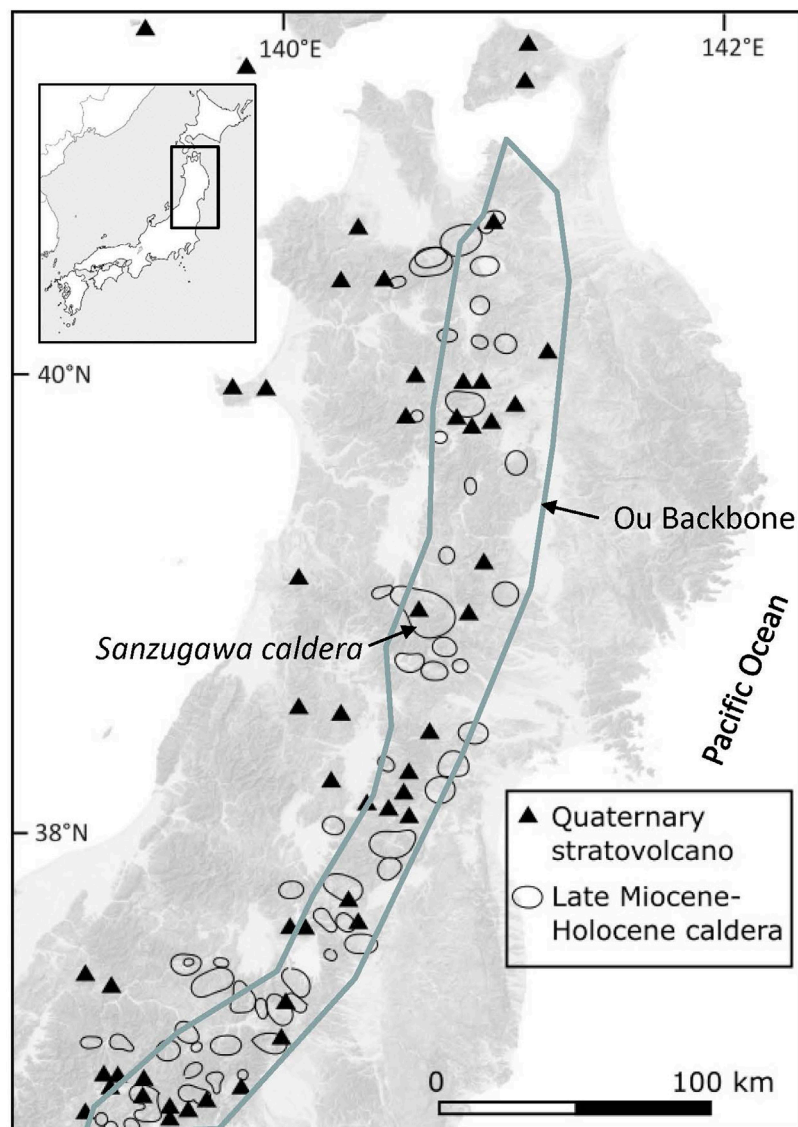 140°E
142°E
40°N
Ou Backbone
Sanzugawa caldera
Pacific Ocean
38°N
Quaternary
stratovolcano
Late Miocene-
Holocene caldera
0
100 km